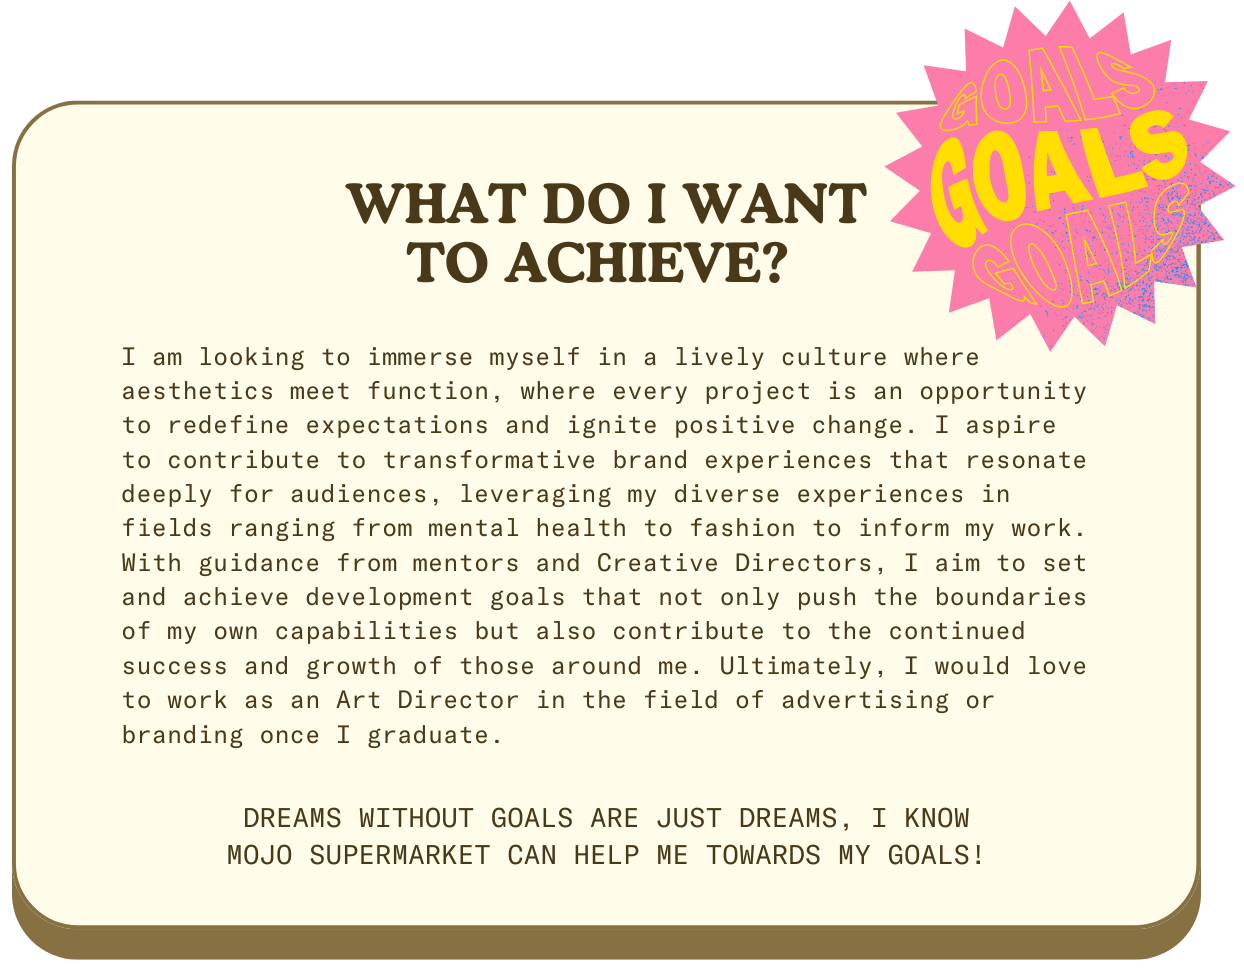 GOALS
GOALS
GOALS
WHAT DO I WANT
TO ACHIEVE?
I am looking to immerse myself in a lively culture where
aesthetics meet function, where every project is an opportunity
to redefine expectations and ignite positive change. I aspire
to contribute to transformative brand experiences that resonate
deeply for audiences, leveraging my diverse experiences in
fields ranging from mental health to fashion to inform my work.
With guidance from mentors and Creative Directors, I aim to set
and achieve development goals that not only push the boundaries
of my own capabilities but also contribute to the continued
success and growth of those around me. Ultimately, I would love
to work as an Art Director in the field of advertising or
branding once I graduate.
DREAMS WITHOUT GOALS ARE JUST DREAMS, I KNOW
MOJO SUPERMARKET CAN HELP ME TOWARDS MY GOALS!